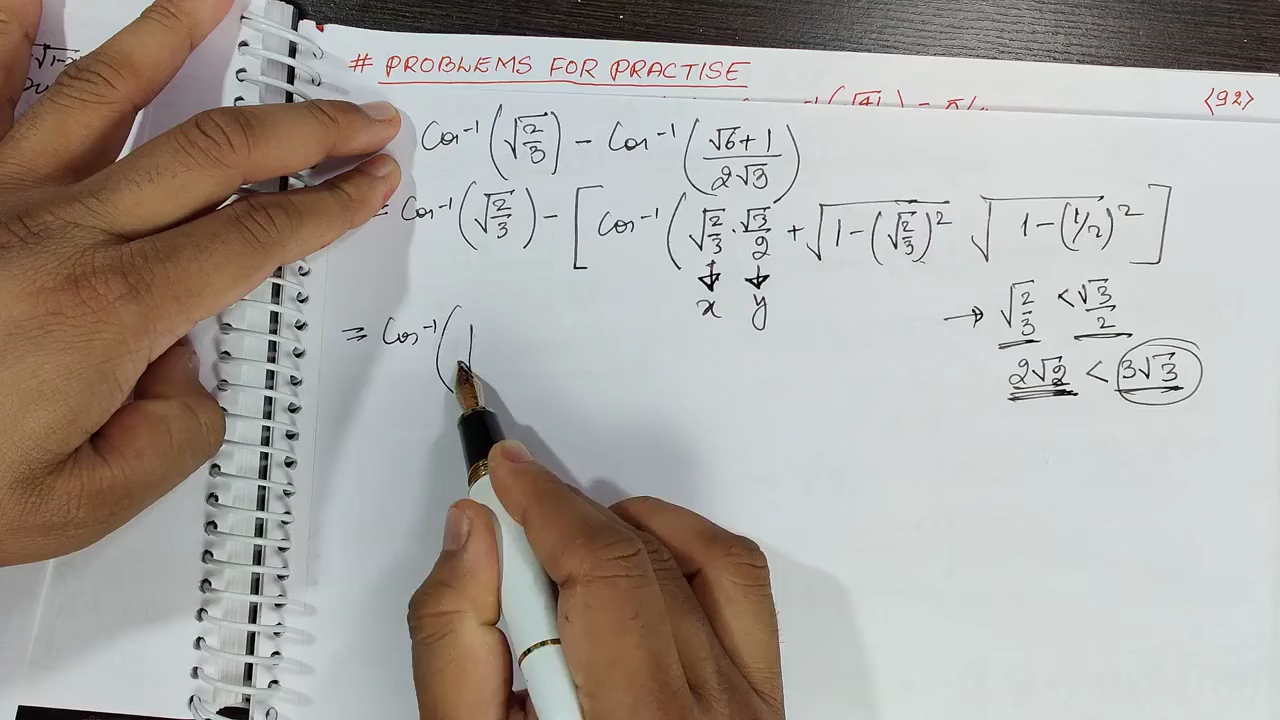 # PROBLEMS FOR PRACTISE
<92>
Cos⁻¹(√(2/3)) − Cos⁻¹((√6+1)/(2√3))
= Cos⁻¹(√(2/3)) − [Cos⁻¹(√(2/3) · √3/2 + √(1−(√(2/3))²) √(1−(1/2)²)]
↓ ↓
x y
→ √(2/3) < √3/2
2√2 < 3√3
= Cos⁻¹(